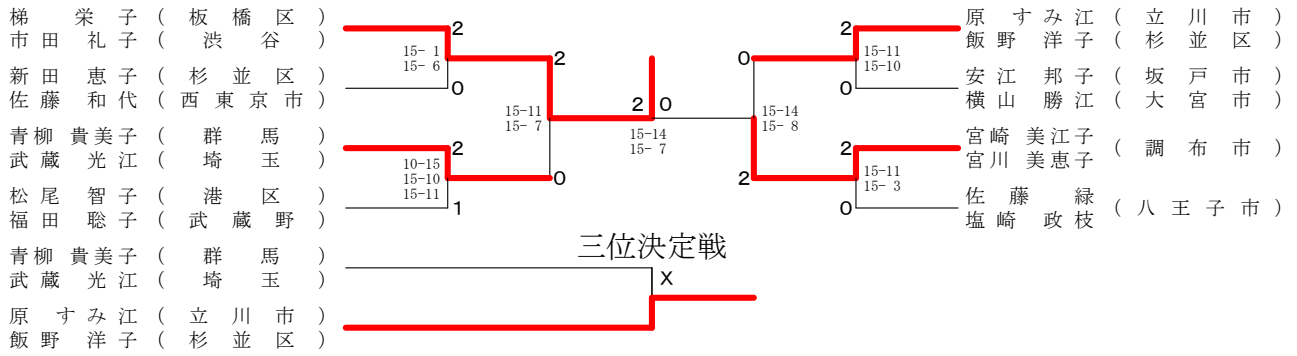 梯 栄 子 ( 板 橋 区 )
市 田 礼 子 ( 渋 谷 )
2
15- 1
15- 6
新 田 恵 子 ( 杉 並 区 )
佐 藤 和 代 ( 西 東 京 市 )
0
2
15-11
15- 7
青柳 貴美子 ( 群 馬 )
武 蔵 光 江 ( 埼 玉 )
2
10-15
15-10
15-11
0
松 尾 智 子 ( 港 区 )
福 田 聡 子 ( 武 蔵 野 )
1
2 0
15-14
15- 7
原 すみ 江 ( 立 川 市 )
飯 野 洋 子 ( 杉 並 区 )
2
15-11
15-10
0
安 江 邦 子 ( 坂 戸 市 )
横 山 勝 江 ( 大 宮 市 )
0
15-14
15- 8
宮 崎 美江子
宮 川 美恵子
( 調 布 市 )
2
15-11
15- 3
2
佐 藤 緑
塩 崎 政 枝
( 八 王 子 市 )
0
三位決定戦
青柳 貴美子 ( 群 馬 )
武 蔵 光 江 ( 埼 玉 )
X
原 すみ 江 ( 立 川 市 )
飯 野 洋 子 ( 杉 並 区 )